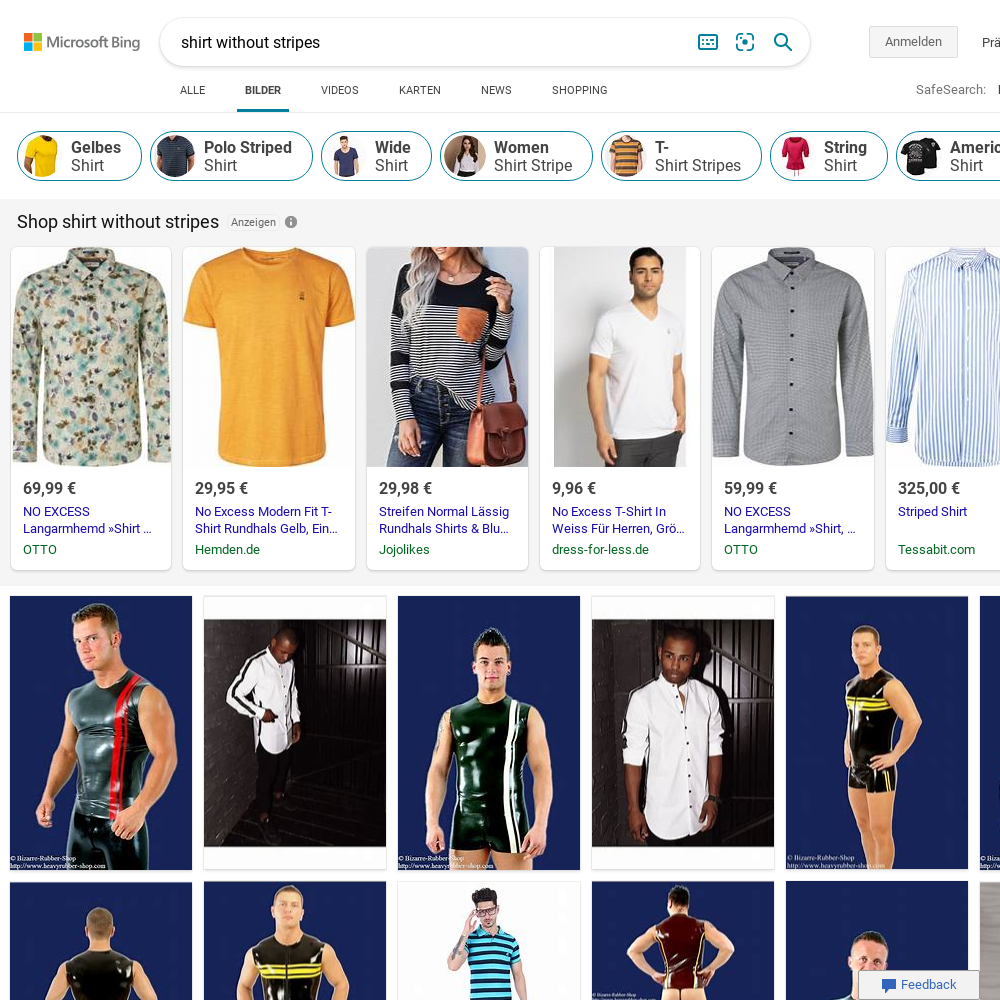 Microsoft Bing
shirt without stripes
Anmelden
Prä
ALLE
BILDER
VIDEOS
KARTEN
NEWS
SHOPPING
SafeSearch:
Gelbes
Shirt
Polo Striped
Shirt
Wide
Shirt
Women
Shirt Stripe
T-
Shirt Stripes
String
Shirt
Americ
Shirt
Shop shirt without stripes
Anzeigen
69,99 €
NO EXCESS
Langarmhemd »Shirt ...
OTTO
29,95 €
No Excess Modern Fit T-
Shirt Rundhals Gelb, Ein...
Hemden.de
29,98 €
Streifen Normal Lässig
Rundhals Shirts & Blu...
Jojolikes
9,96 €
No Excess T-Shirt In
Weiss Für Herren, Grö...
dress-for-less.de
59,99 €
NO EXCESS
Langarmhemd »Shirt, ...
OTTO
325,00 €
Striped Shirt
Tessabit.com
© Bizarre-Rubber-Shop
http://www.heavyrubber-shop.com
© Bizarre-Rubber-Shop
http://www.heavyrubber-shop.com
© Bizarre-Rubber-Shop
http://www.heavyrubber-shop.com
Feedback